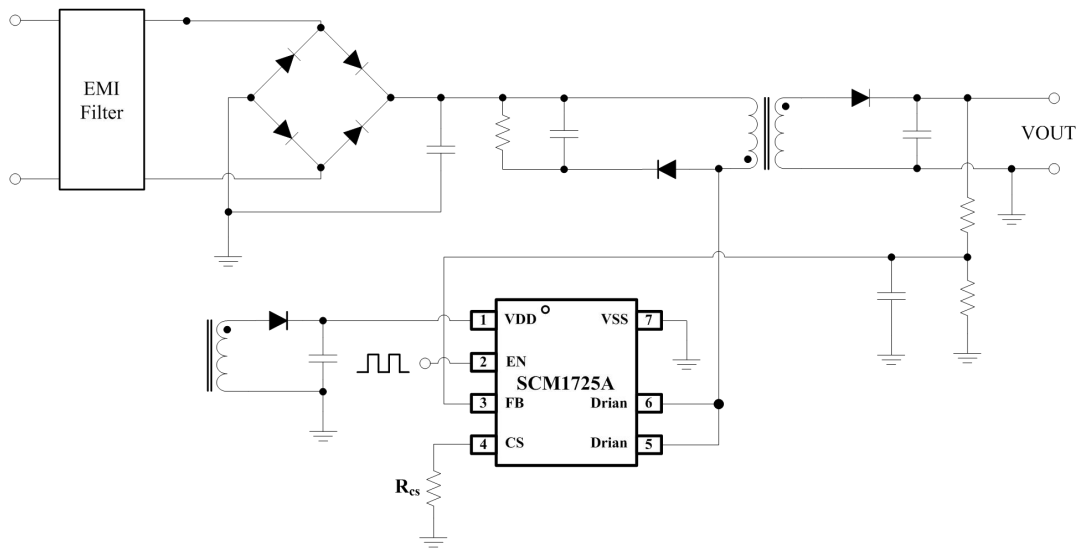 EMI
Filter
VOUT
1 VDD VSS 7
2 EN
SCM1725A
3 FB Drian 6
4 CS Drian 5
Rcs